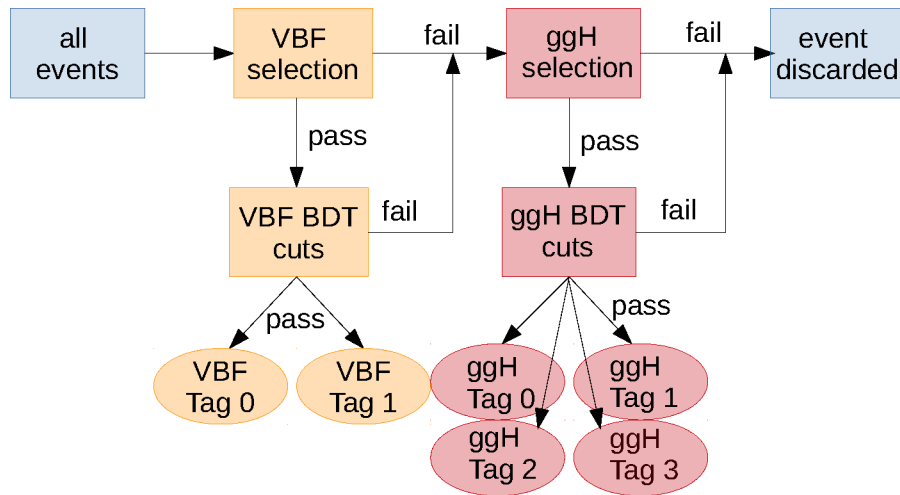 all
events
VBF
selection
fail
ggH
selection
fail
event
discarded
pass
pass
VBF BDT
cuts
fail
ggH BDT
cuts
fail
pass
pass
VBF
Tag 0
VBF
Tag 1
ggH
Tag 0
ggH
Tag 1
ggH
Tag 2
ggH
Tag 3